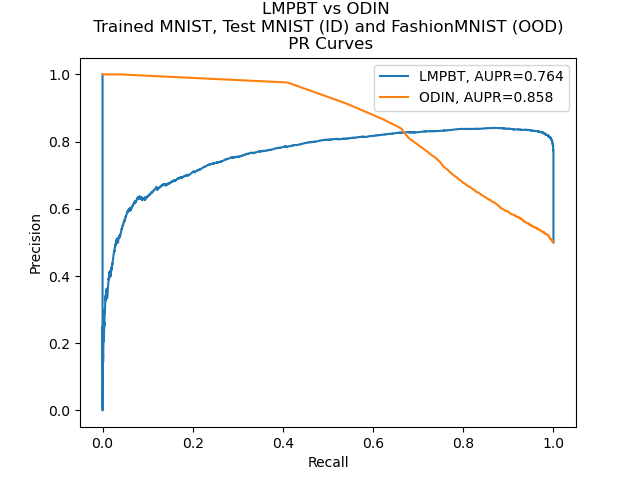 LMPBT vs ODIN
Trained MNIST, Test MNIST (ID) and FashionMNIST (OOD)
PR Curves
LMPBT, AUPR=0.764
ODIN, AUPR=0.858
Precision
1.0
0.8
0.6
0.4
0.2
0.0
0.0 0.2 0.4 0.6 0.8 1.0
Recall